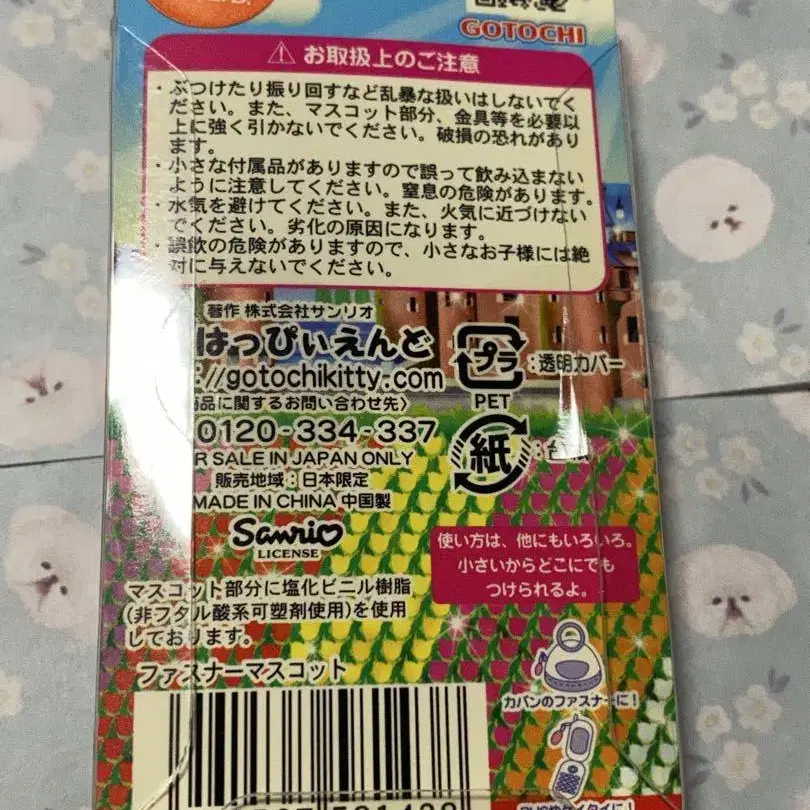 GOTOCHI
⚠ お取扱上のご注意
・ぶつけたり振り回すなど乱暴な扱いはしないでく
ださい。また、マスコット部分、金具等を必要以
上に強く引かないでください。破損の恐れがあり
ます。
・小さな付属品がありますので誤って飲み込まない
ように注意してください。窒息の危険があります。
・水気を避けてください。また、火気に近づけない
でください。劣化の原因になります。
・誤飲の危険がありますので、小さなお子様には絶
対に与えないでください。
著作 株式会社サンリオ
はっぴぃえんど
://gotochikitty.com
品に関するお問い合わせ先〉
0120-334-337
R SALE IN JAPAN ONLY
販売地域：日本限定
MADE IN CHINA 中国製
Sanrio
LICENSE
プラ
：透明カバー
PET
紙
：台紙
使い方は、他にもいろいろ。
小さいからどこにでも
つけられるよ。
マスコット部分に塩化ビニル樹脂
(非フタル酸系可塑剤使用)を使用
しております。
ファスナーマスコット
カバンのファスナーに！